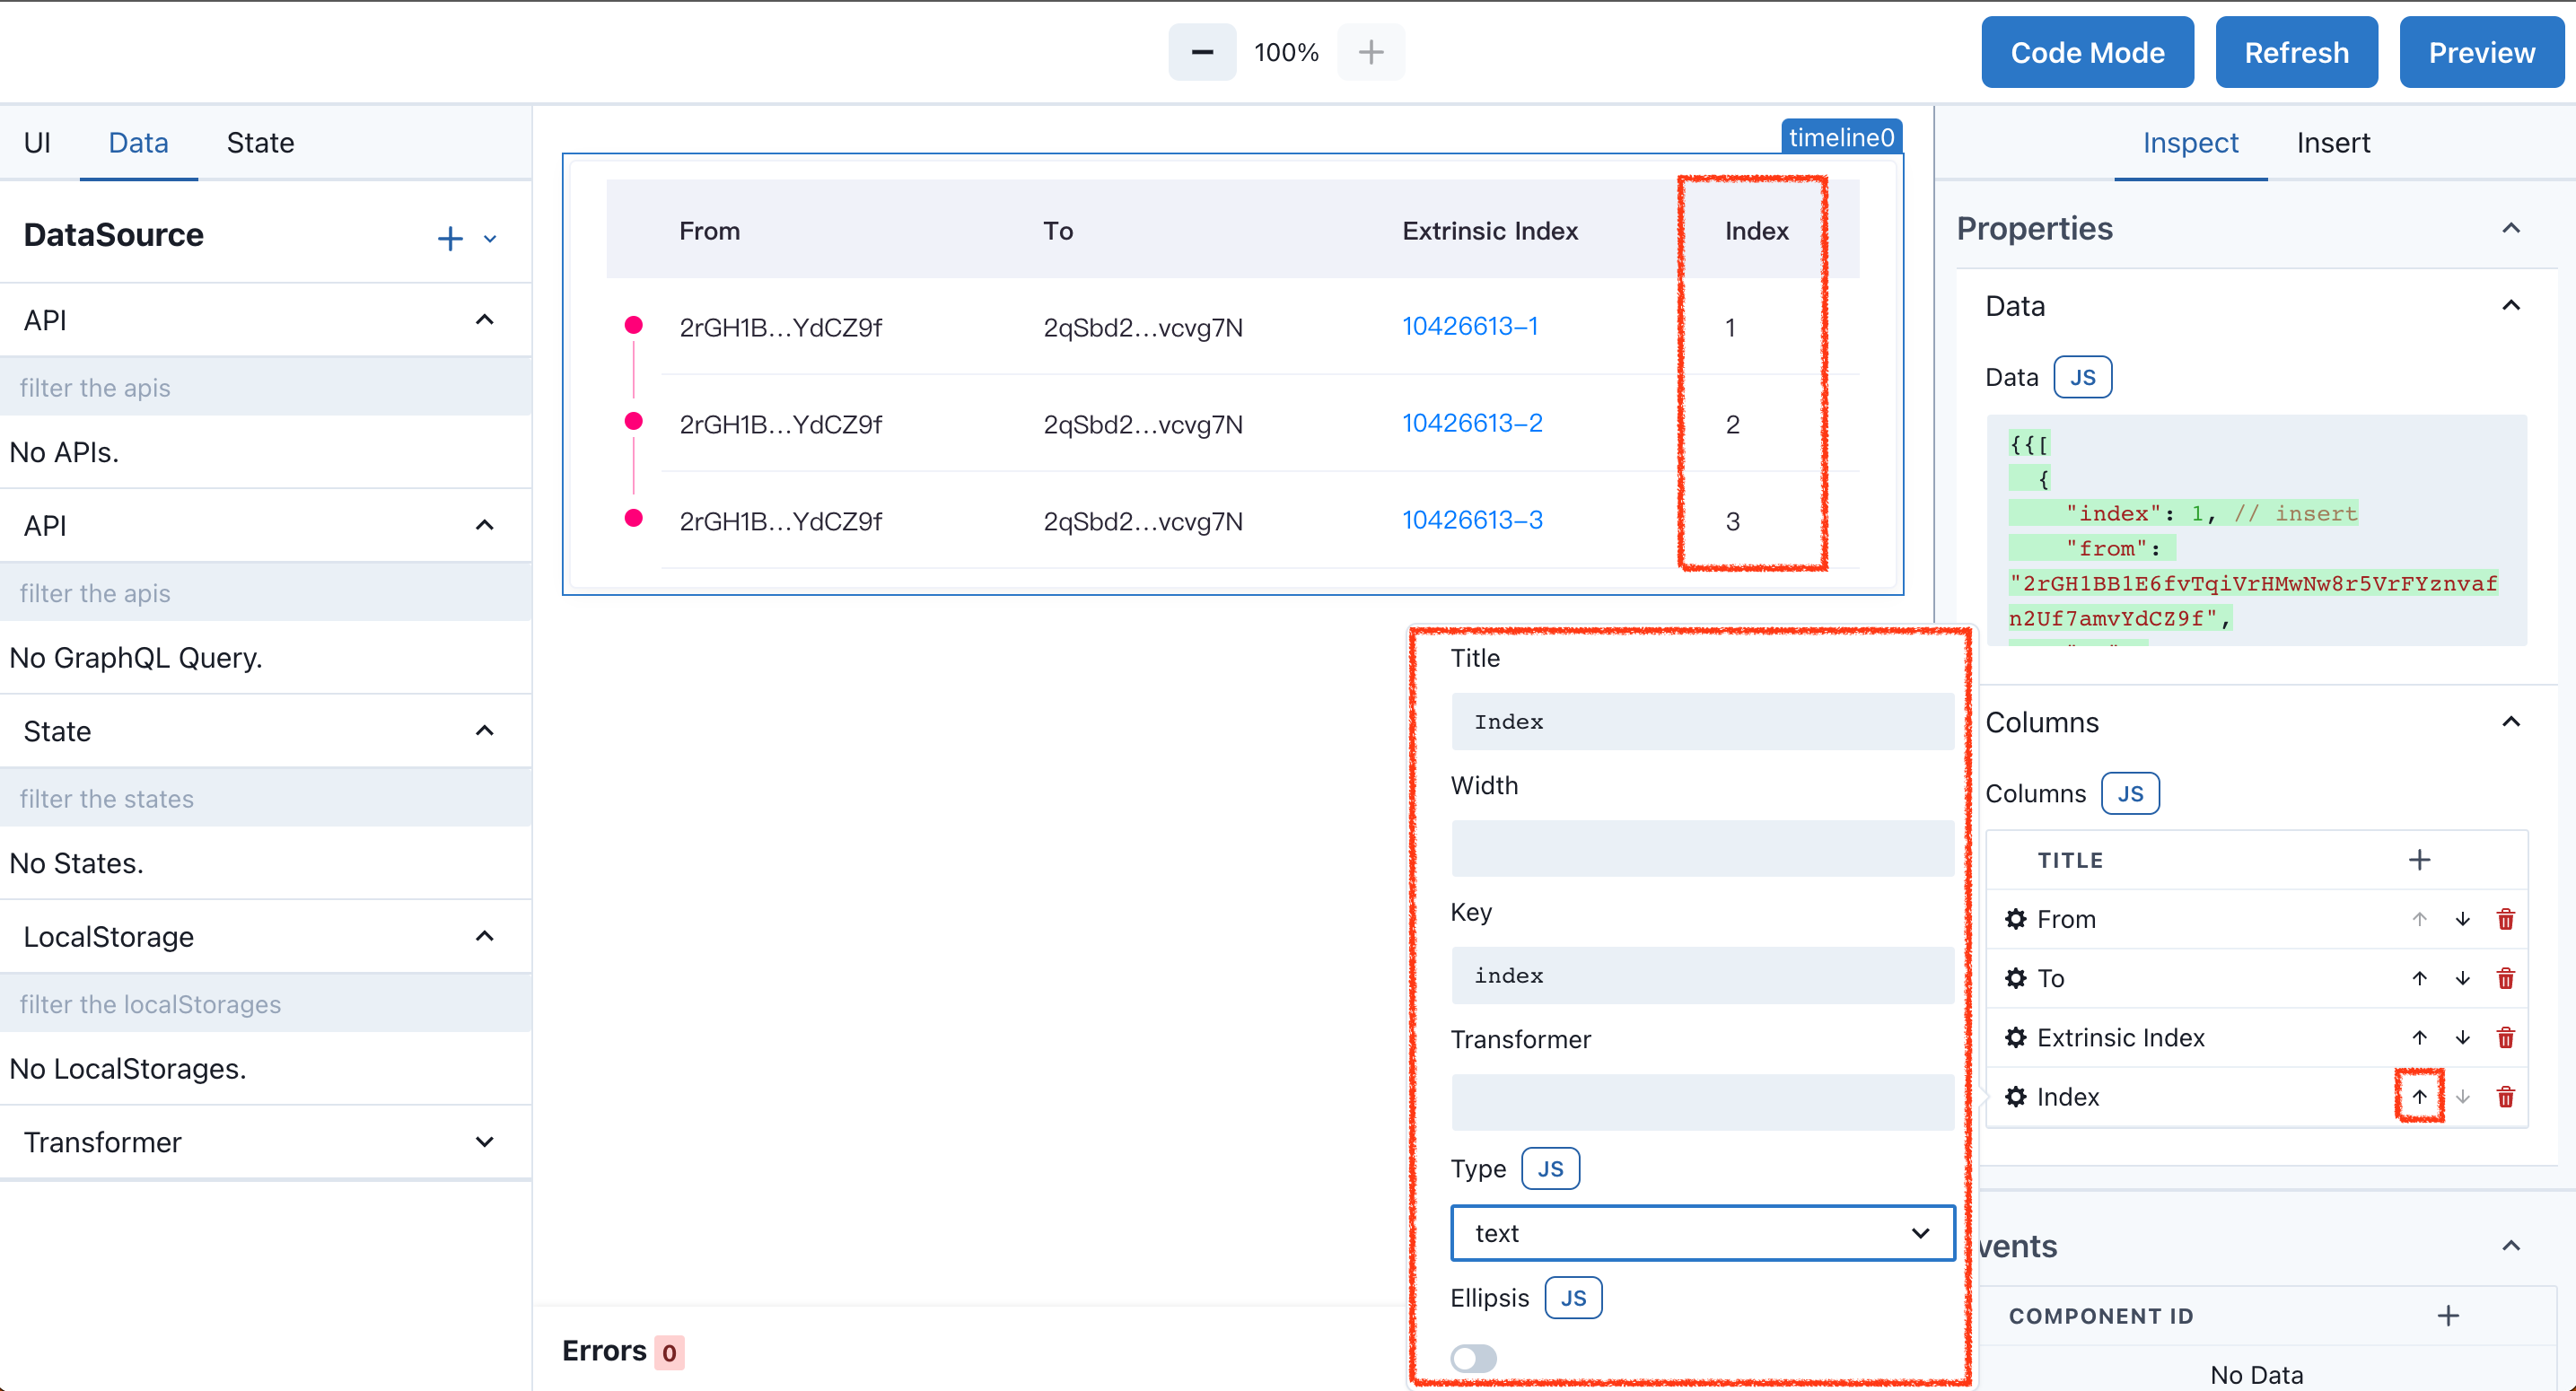 100%
Code Mode
Refresh
Preview
UI
Data
State
DataSource
API
filter the apis
No APIs.
API
filter the apis
No GraphQL Query.
State
filter the states
No States.
LocalStorage
filter the localStorages
No LocalStorages.
Transformer
timeline0
From To Extrinsic Index Index
2rGH1B...YdCZ9f 2qSbd2...vcvg7N 10426613-1 1
2rGH1B...YdCZ9f 2qSbd2...vcvg7N 10426613-2 2
2rGH1B...YdCZ9f 2qSbd2...vcvg7N 10426613-3 3
Errors 0
Title
Index
Width
Key
index
Transformer
Type JS
text
Ellipsis JS
Inspect
Insert
Properties
Data
Data JS
{{[
{
"index": 1, // insert
"from":
"2rGH1BB1E6fvTqiVrHMwNw8r5VrFYznvaf
n2Uf7amvYdCZ9f",
Columns
Columns JS
TITLE
From
To
Extrinsic Index
Index
vents
COMPONENT ID
No Data